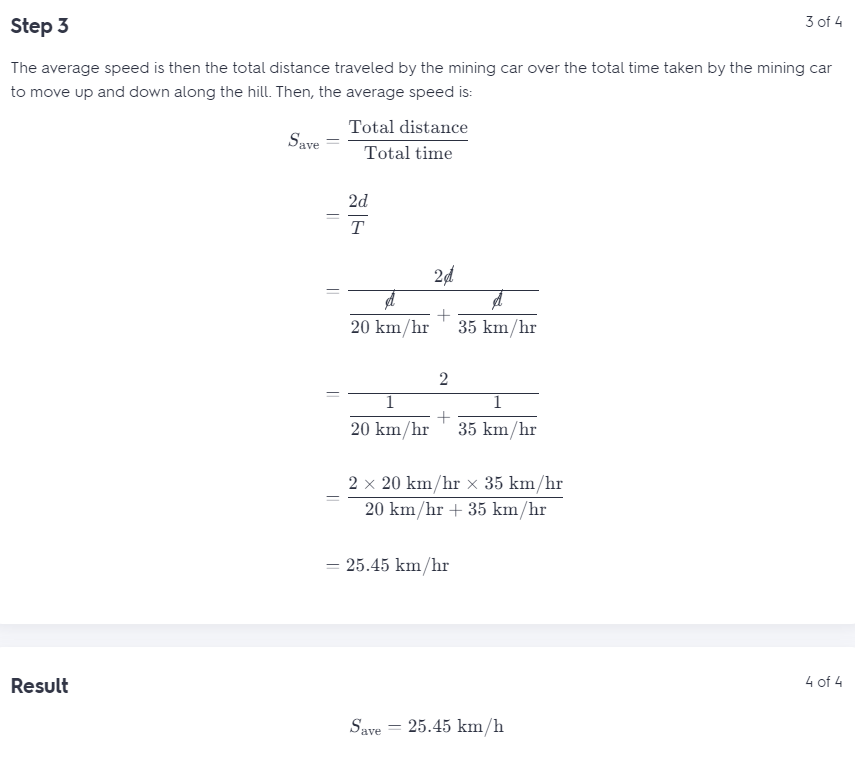 Step 3
3 of 4
The average speed is then the total distance traveled by the mining car over the total time taken by the mining car
to move up and down along the hill. Then, the average speed is:
S_ave = Total distance / Total time
= 2d / T
= 2d / (d / 20 km/hr + d / 35 km/hr)
= 2 / (1 / 20 km/hr + 1 / 35 km/hr)
= 2 × 20 km/hr × 35 km/hr / 20 km/hr + 35 km/hr
= 25.45 km/hr
Result
4 of 4
S_ave = 25.45 km/h